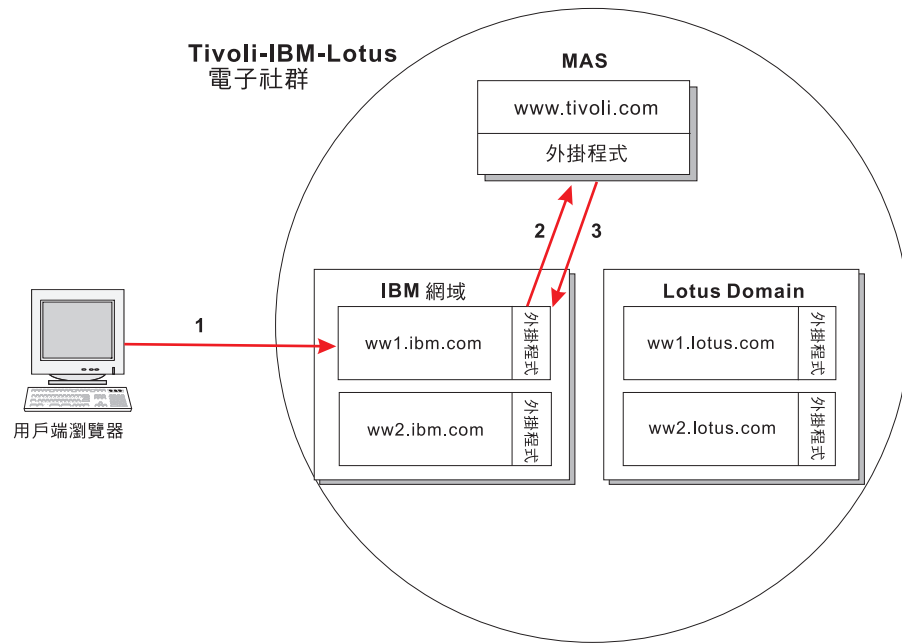 Tivoli-IBM-Lotus
電子社群
MAS
www.tivoli.com
外掛程式
2
3
1
用戶端瀏覽器
IBM 網域
ww1.ibm.com
外掛程式
ww2.ibm.com
外掛程式
Lotus Domain
ww1.lotus.com
外掛程式
ww2.lotus.com
外掛程式